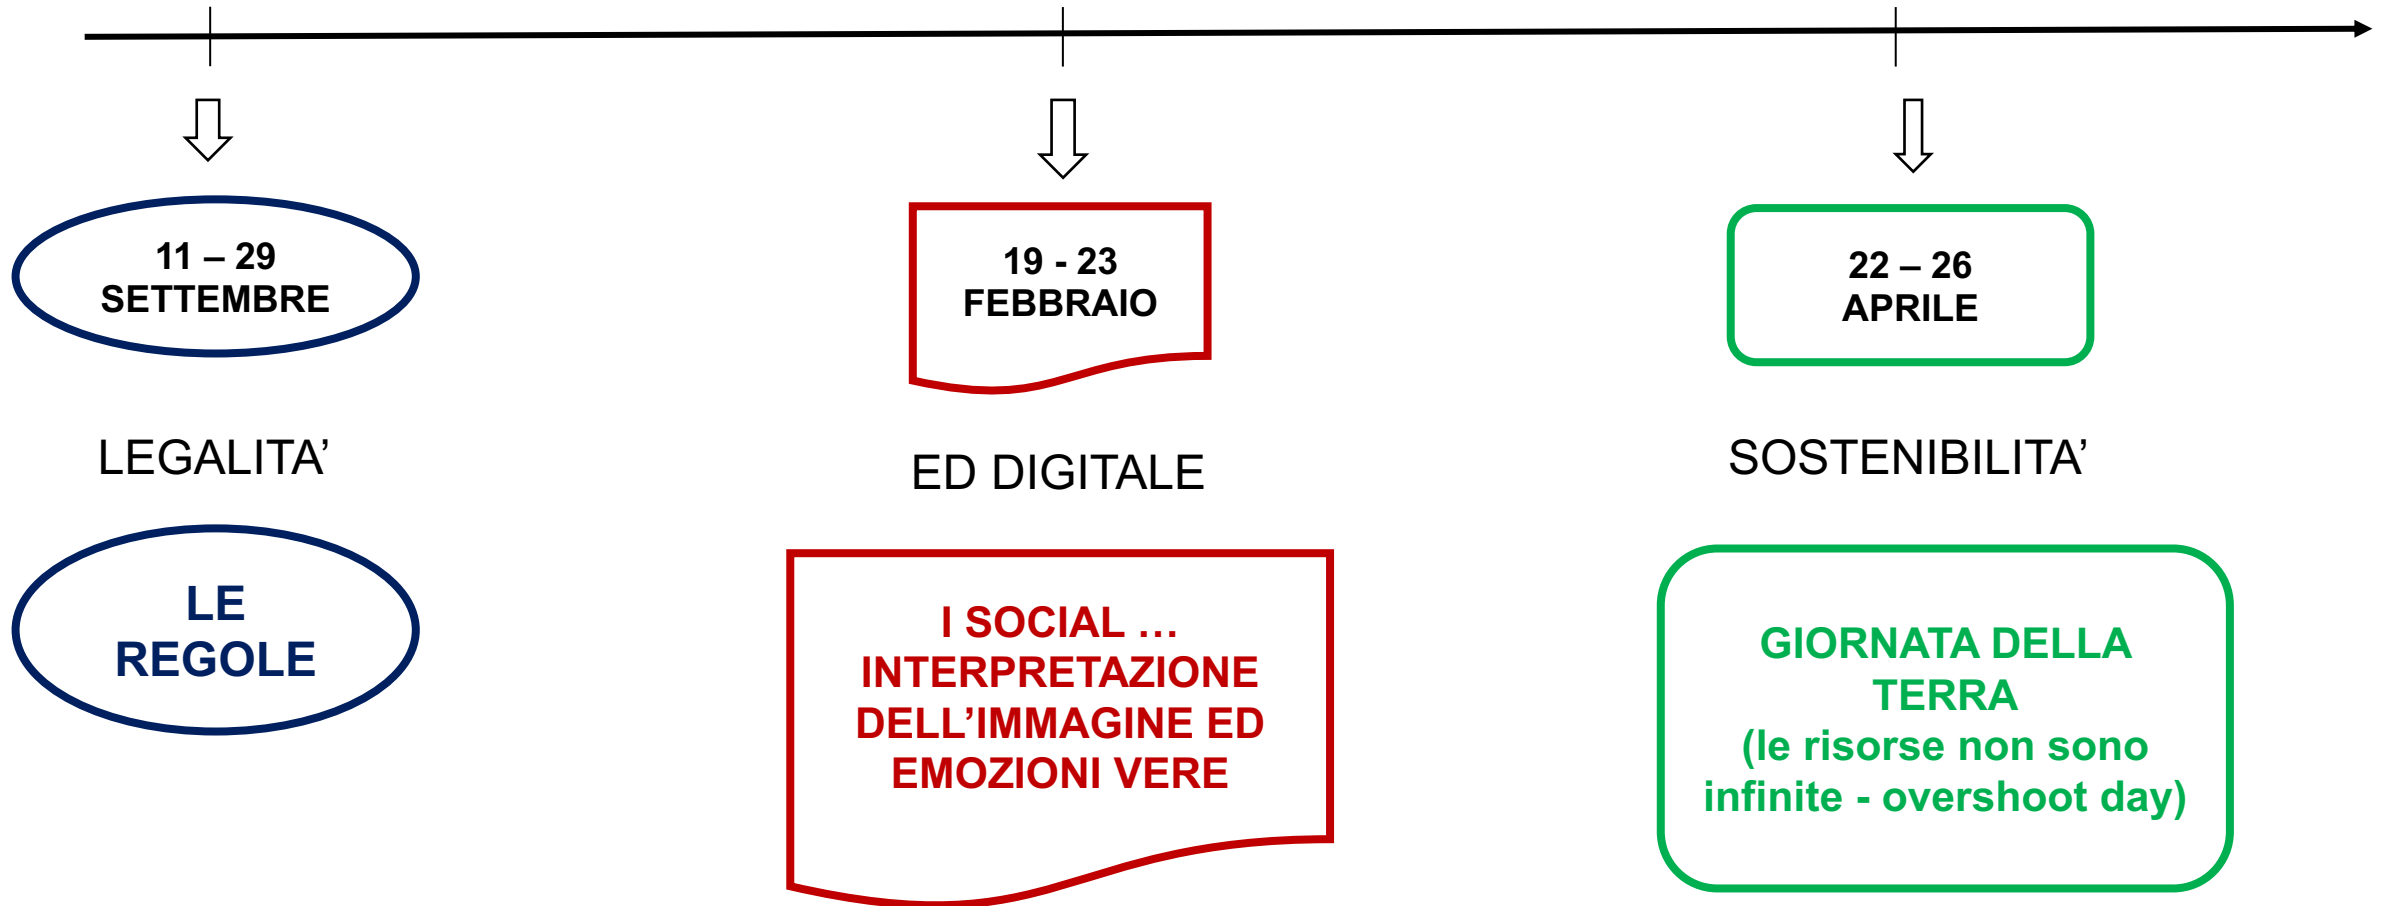 11 – 29
SETTEMBRE
19 - 23
FEBBRAIO
22 – 26
APRILE
LEGALITA’
ED DIGITALE
SOSTENIBILITA’
LE
REGOLE
I SOCIAL …
INTERPRETAZIONE
DELL’IMMAGINE ED
EMOZIONI VERE
GIORNATA DELLA
TERRA
(le risorse non sono
infinite - overshoot day)